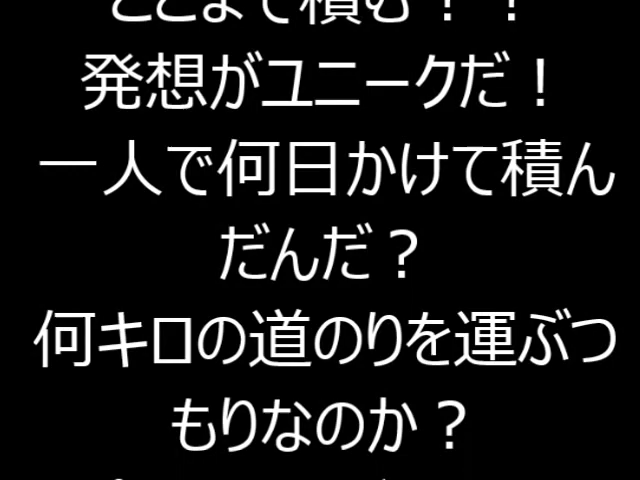 どこまで積む？！
発想がユニークだ！
一人で何日かけて積ん
だんだ？
何キロの道のりを運ぶつ
もりなのか？